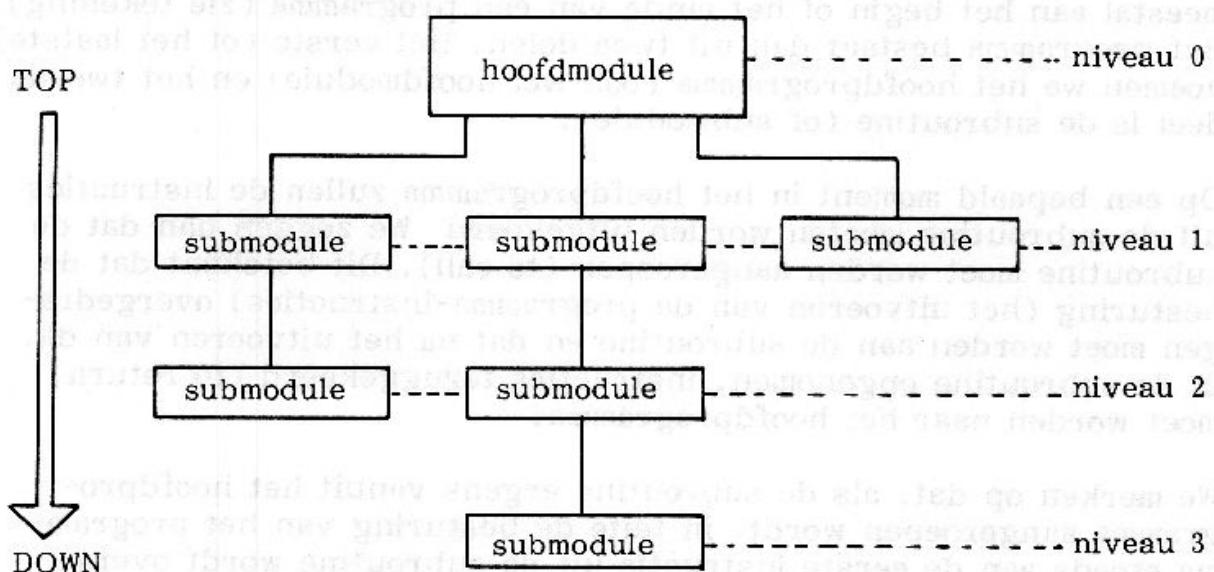 hoofdmodule niveau 0
TOP
submodule submodule submodule niveau 1
submodule submodule niveau 2
submodule niveau 3
DOWN